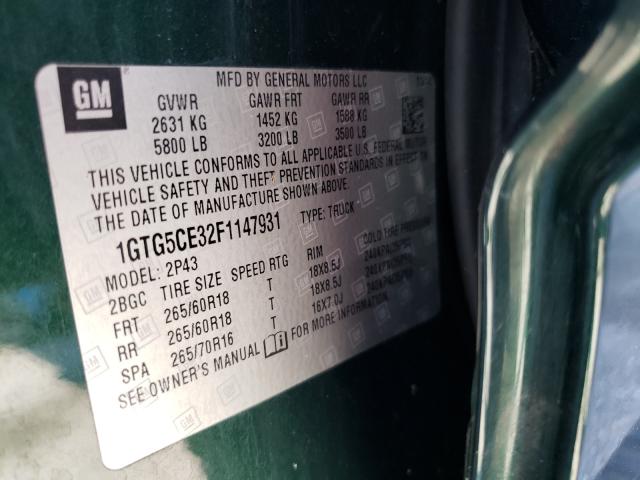 GM
MFD BY GENERAL MOTORS LLC
GVWR GAWR FRT GAWR RR
2631 KG 1452 KG 1588 KG
5800 LB 3200 LB 3500 LB
THIS VEHICLE CONFORMS TO ALL APPLICABLE U.S. FEDERAL MOTOR
VEHICLE SAFETY AND THEFT PREVENTION STANDARDS IN EFFECT ON
THE DATE OF MANUFACTURE SHOWN ABOVE.
1GTG5CE32F1147931 TYPE: TRUCK
MODEL: 2P43
2BGC TIRE SIZE SPEED RTG RIM COLD TIRE PRESSURE
FRT 265/60R18 T 18X8.5J
RR 265/60R18 T 18X8.5J
SPA 265/70R16 T 16X7.0J
SEE OWNER'S MANUAL FOR MORE INFORMATION